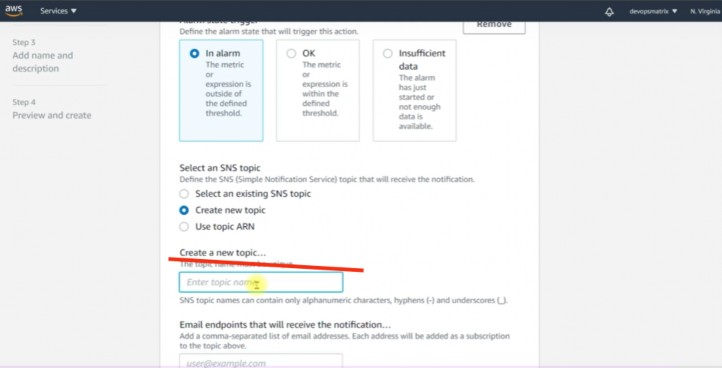 aws
Services
devopsmatrix
N. Virginia
Alarm state trigger
Define the alarm state that will trigger this action.
Remove
Step 3
Add name and
description
Step 4
Preview and create
In alarm
The metric
or
expression is
outside of
the defined
threshold.
OK
The metric
or
expression is
within the
defined
threshold.
Insufficient
data
The alarm
has just
started or
not enough
data is
available.
Select an SNS topic
Define the SNS (Simple Notification Service) topic that will receive the notification.
Select an existing SNS topic
Create new topic
Use topic ARN
Create a new topic...
The topic name must be unique.
Enter topic name
SNS topic names can contain only alphanumeric characters, hyphens (-) and underscores (_).
Email endpoints that will receive the notification...
Add a comma-separated list of email addresses. Each address will be added as a subscription
to the topic above.
user@example.com